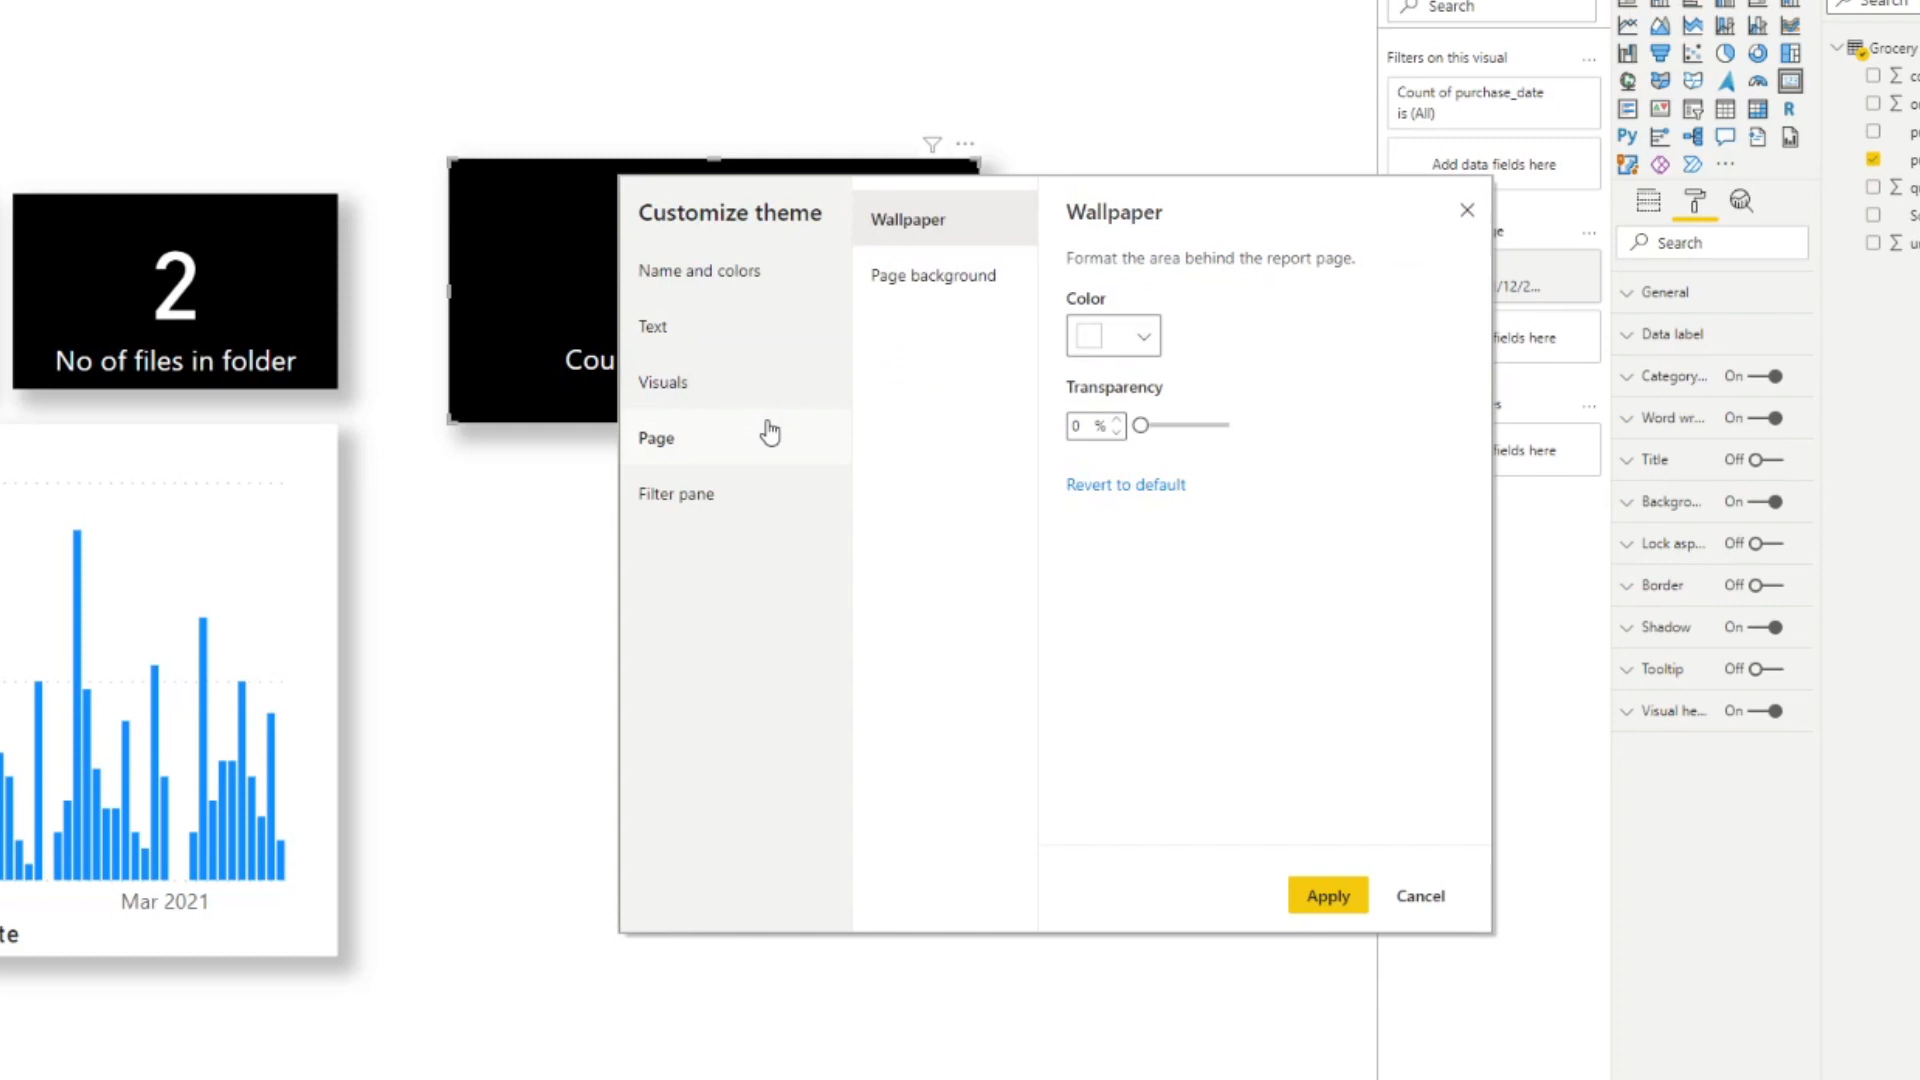 2
No of files in folder
Mar 2021
te
Cou
Customize theme
Name and colors
Text
Visuals
Page
Filter pane
Wallpaper
Page background
Wallpaper
Format the area behind the report page.
Color
Transparency
0 %
Revert to default
Apply
Cancel
Search
Filters on this visual
...
Count of purchase_date
is (All)
Add data fields here
...
/12/2...
fields here
...
fields here
R
Py
...
Search
General
Data label
Category... On
Word wr... On
Title Off
Backgro... On
Lock asp... Off
Border Off
Shadow On
Tooltip Off
Visual he... On
Search
Grocery
Σ
Σ
Σ
Σ